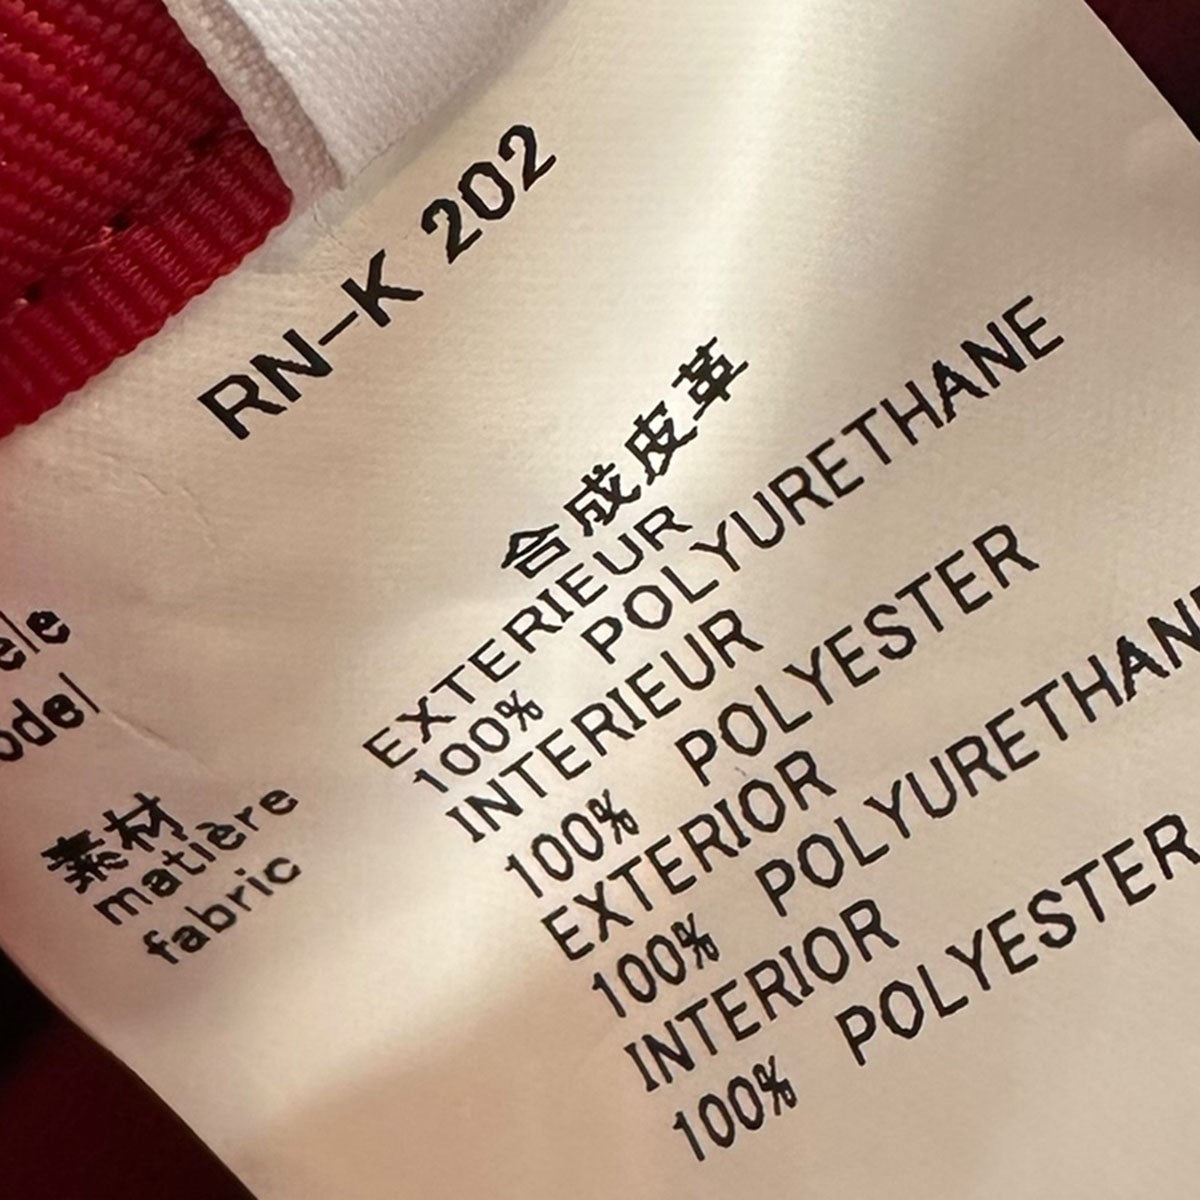 RN-K 202
合成皮革
EXTERIEUR
100% POLYURETHANE
INTERIEUR
100% POLYESTER
EXTERIOR
100% POLYURETHANE
INTERIOR
100% POLYESTER
素材
matière
fabric